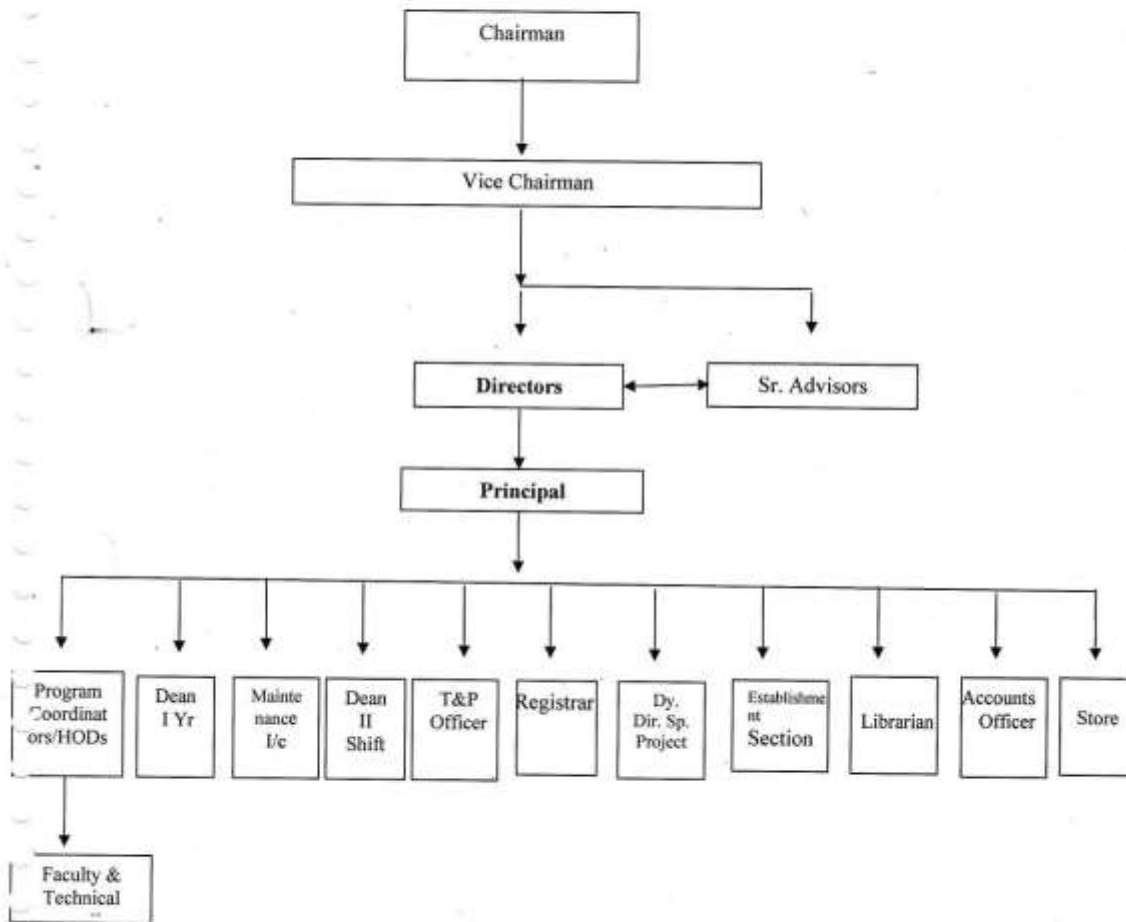 Chairman
Vice Chairman
Directors
Sr. Advisors
Principal
Program
Coordinat
ors/HODs
Dean
I Yr
Mainte
nance
I/c
Dean
II
Shift
T&P
Officer
Registrar
Dy.
Dir. Sp.
Project
Establishme
nt
Section
Librarian
Accounts
Officer
Store
Faculty &
Technical